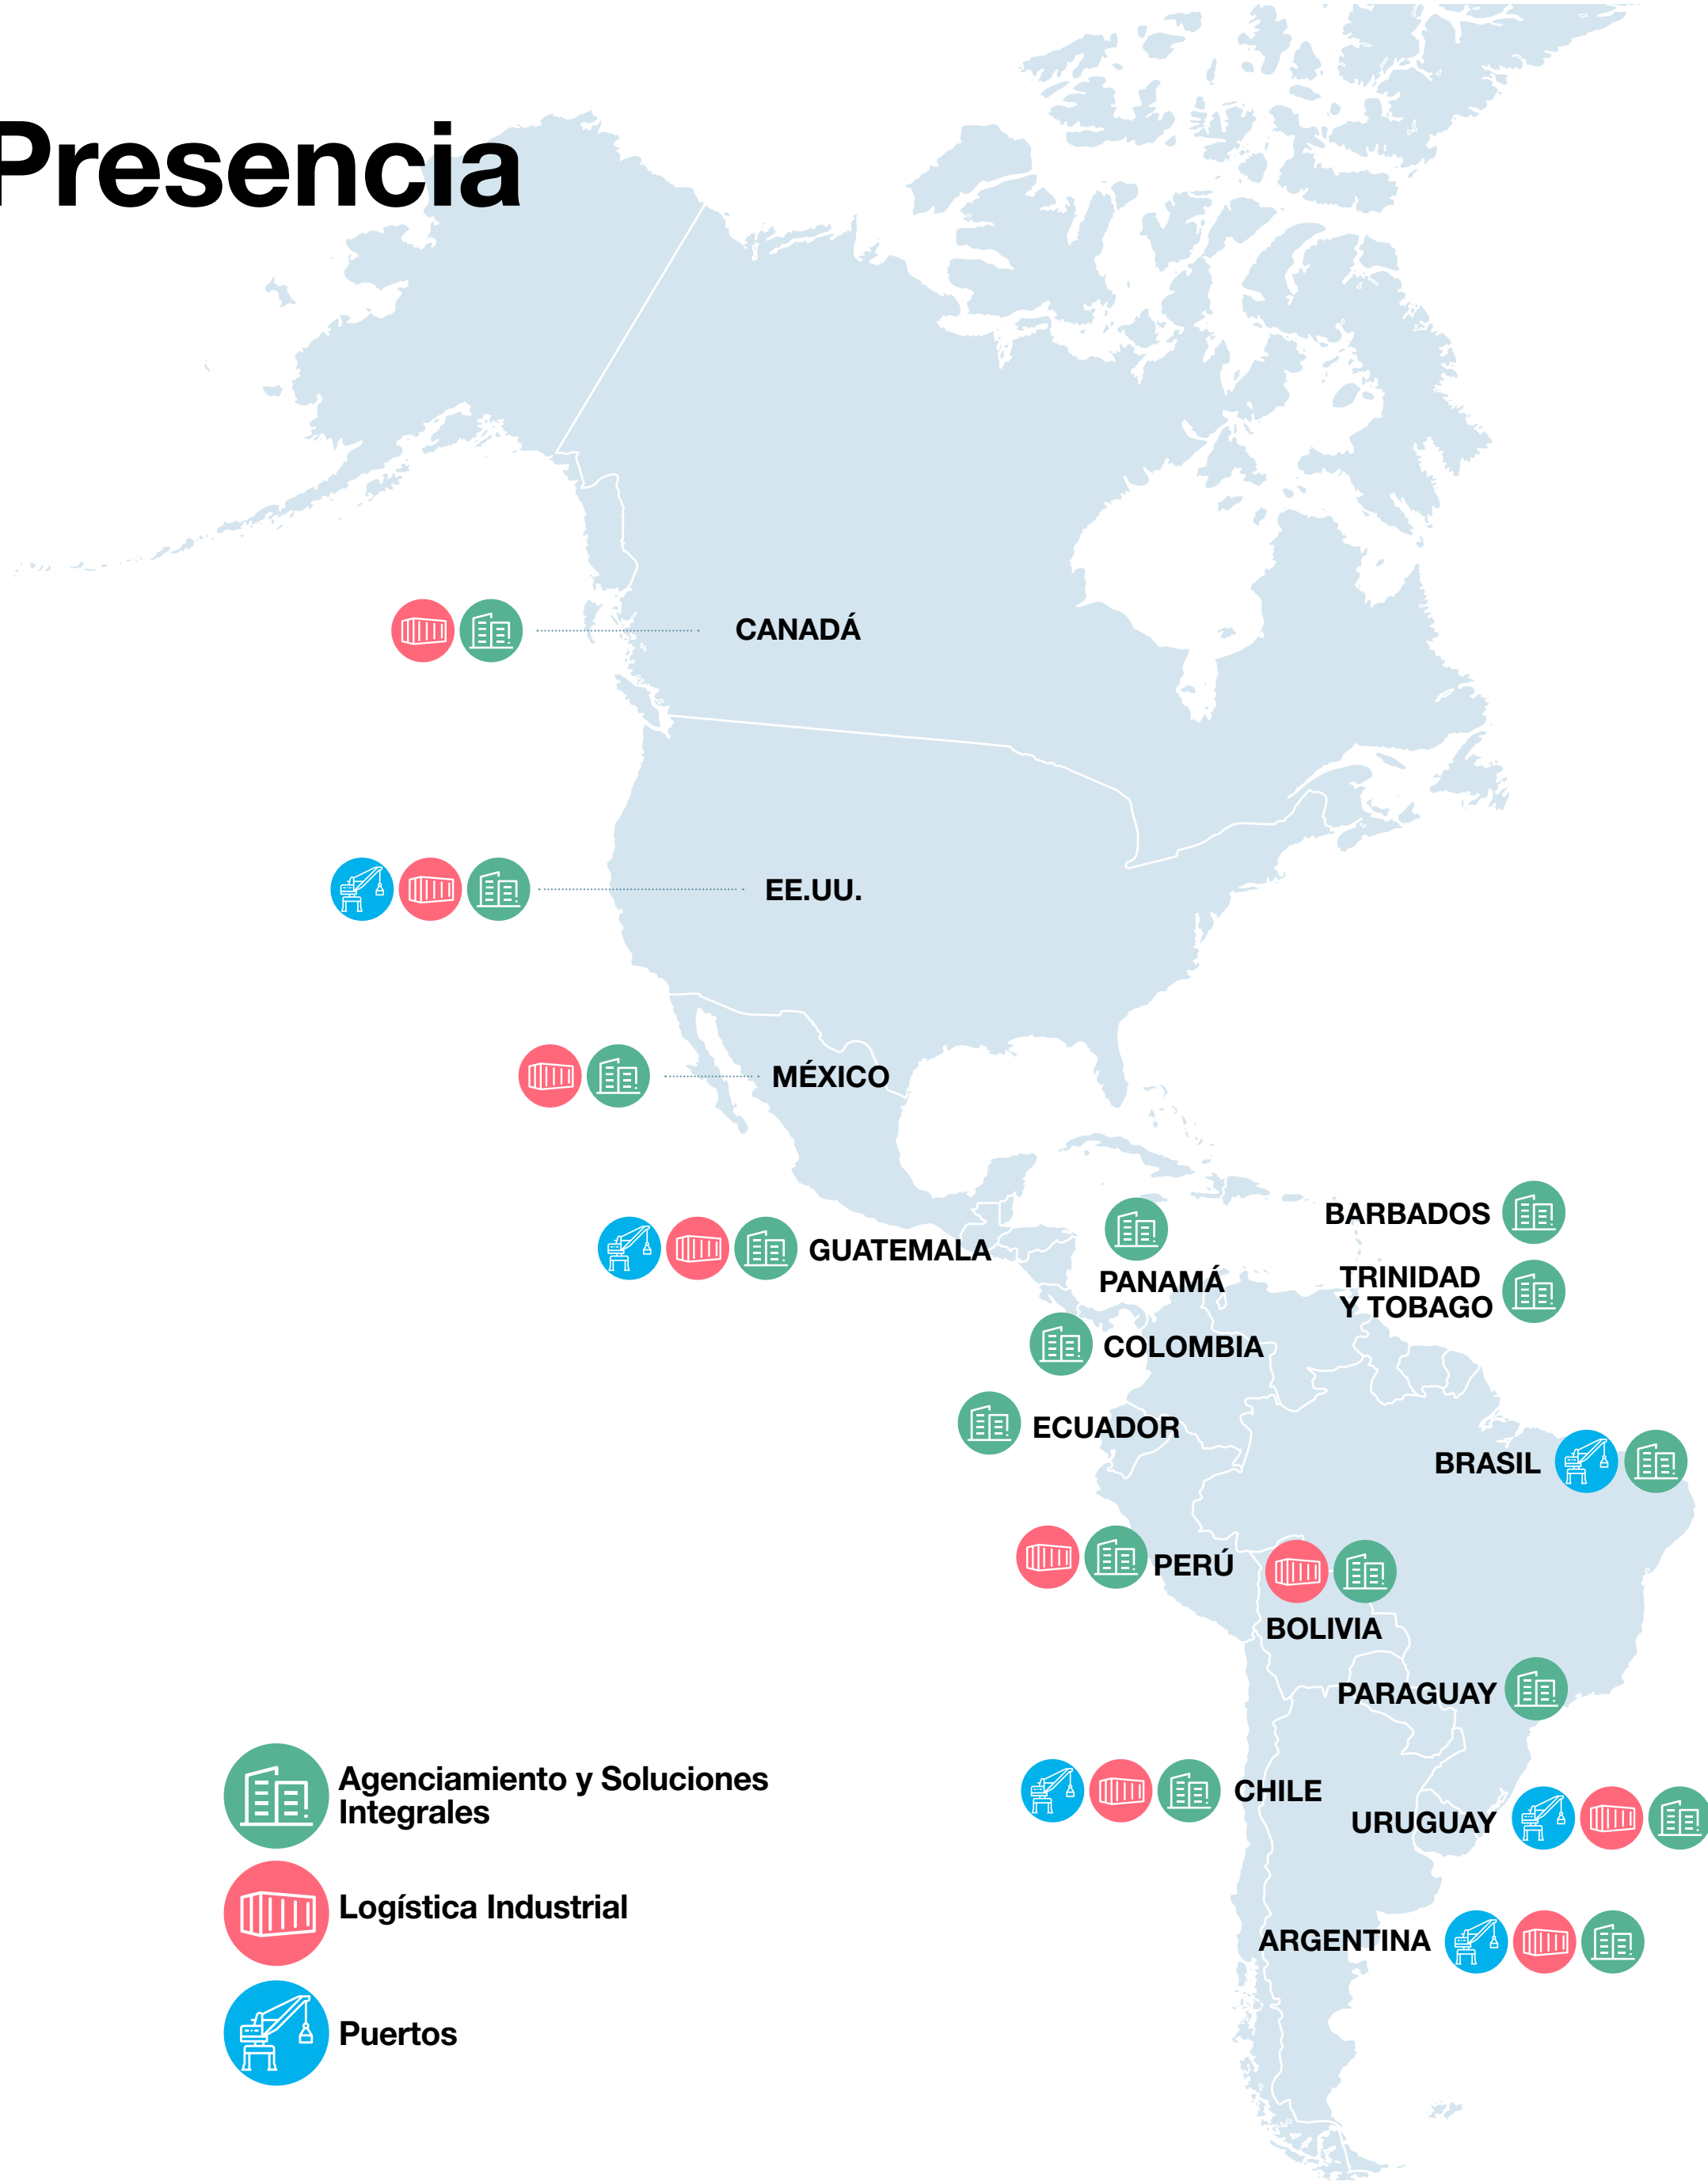 Presencia
CANADÁ
EE.UU.
MÉXICO
BARBADOS
GUATEMALA
PANAMÁ
TRINIDAD
Y TOBAGO
COLOMBIA
ECUADOR
BRASIL
PERÚ
BOLIVIA
PARAGUAY
CHILE
URUGUAY
ARGENTINA
Agenciamiento y Soluciones
Integrales
Logística Industrial
Puertos